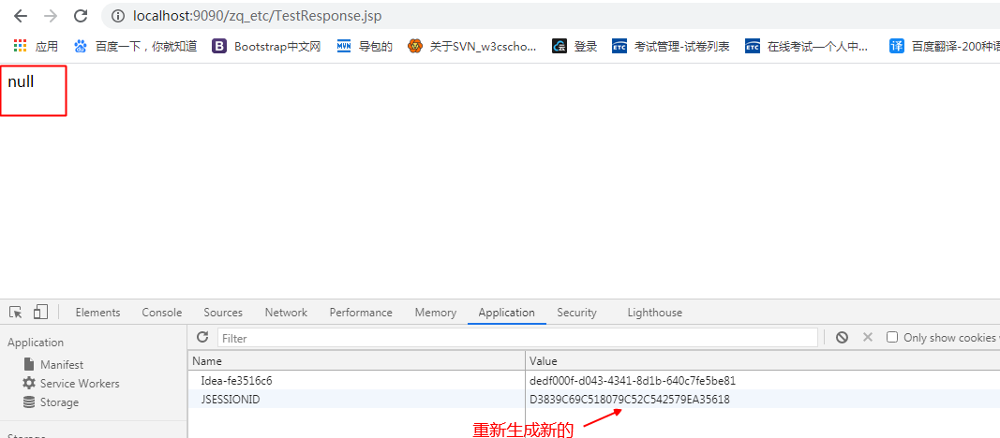 localhost:9090/zq_etc/TestResponse.jsp
应用 百度一下，你就知道 Bootstrap中文网 导包的 关于SVN_w3cscho... 登录 考试管理-试卷列表 在线考试—个人中... 百度翻译-200种语
null
Elements Console Sources Network Performance Memory Application Security Lighthouse
Application
Filter
Only show cookies
Manifest
Service Workers
Storage
Name Value
Idea-fe3516c6 dedf000f-d043-4341-8d1b-640c7fe5be81
JSESSIONID D3839C69C518079C52C542579EA35618
重新生成新的